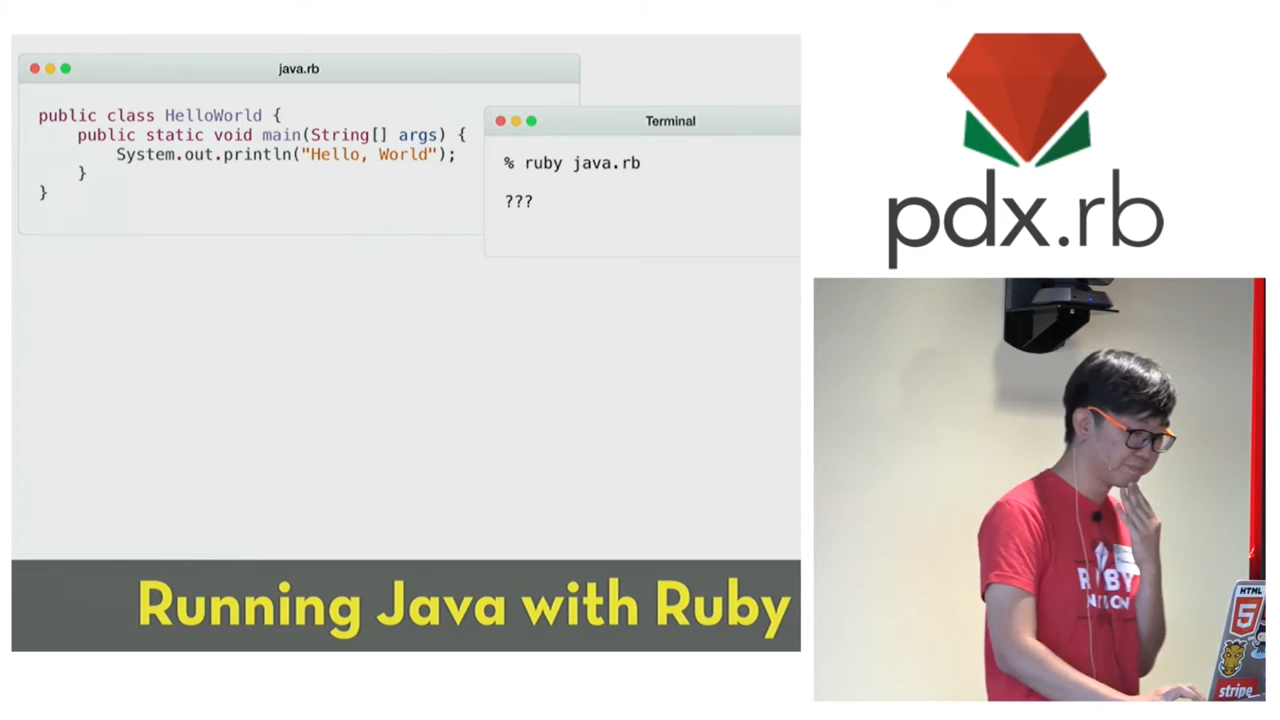 java.rb
public class HelloWorld {
public static void main(String[] args) {
System.out.println("Hello, World");
}
}
Terminal
% ruby java.rb
???
Running Java with Ruby
pdx.rb
RUBY
NATION
HTML
5
stripe